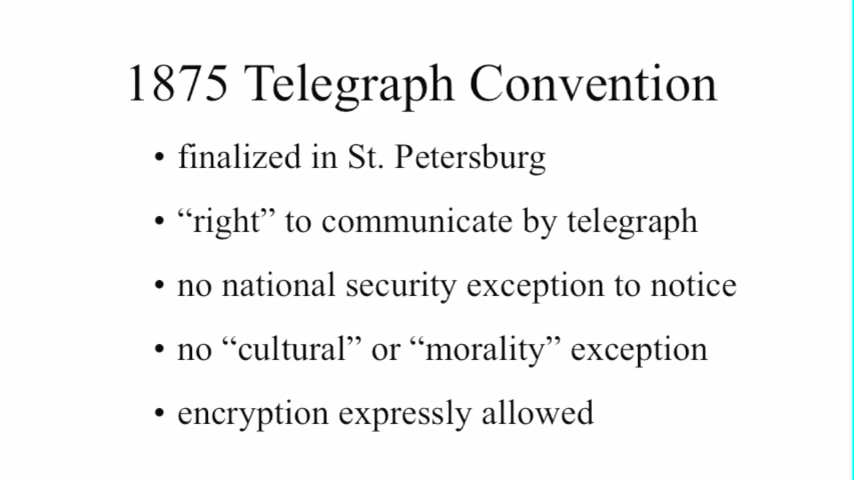 1875 Telegraph Convention
• finalized in St. Petersburg
• “right” to communicate by telegraph
• no national security exception to notice
• no “cultural” or “morality” exception
• encryption expressly allowed